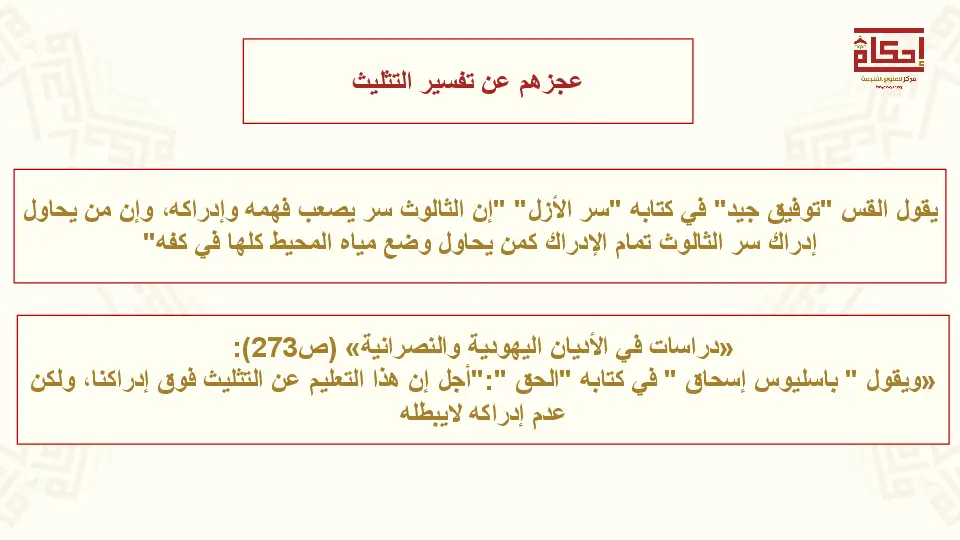 إحكام
مركز للعلوم الشرعية
عجزهم عن تفسير التثليث
يقول القس "توفيق جيد" في كتابه "سر الأزل" "إن الثالوث سر يصعب فهمه وإدراكه، وإن من يحاول
إدراك سر الثالوث تمام الإدراك كمن يحاول وضع مياه المحيط كلها في كفه"
«دراسات في الأديان اليهودية والنصرانية» (ص273):
«ويقول " باسليوس إسحاق " في كتابه "الحق ":"أجل إن هذا التعليم عن التثليث فوق إدراكنا، ولكن
عدم إدراكه لايبطله